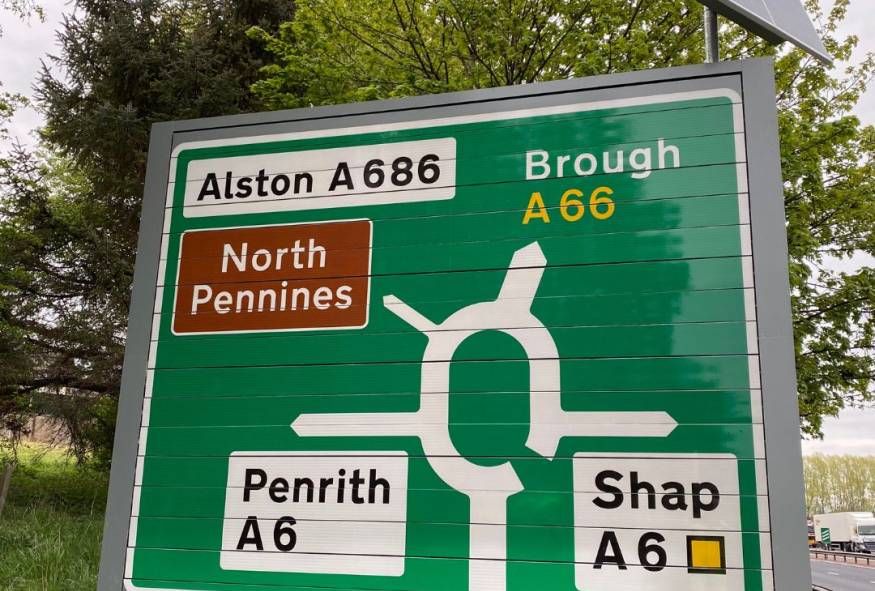 Alston A686
Brough
A66
North
Pennines
Penrith
A6
Shap
A6